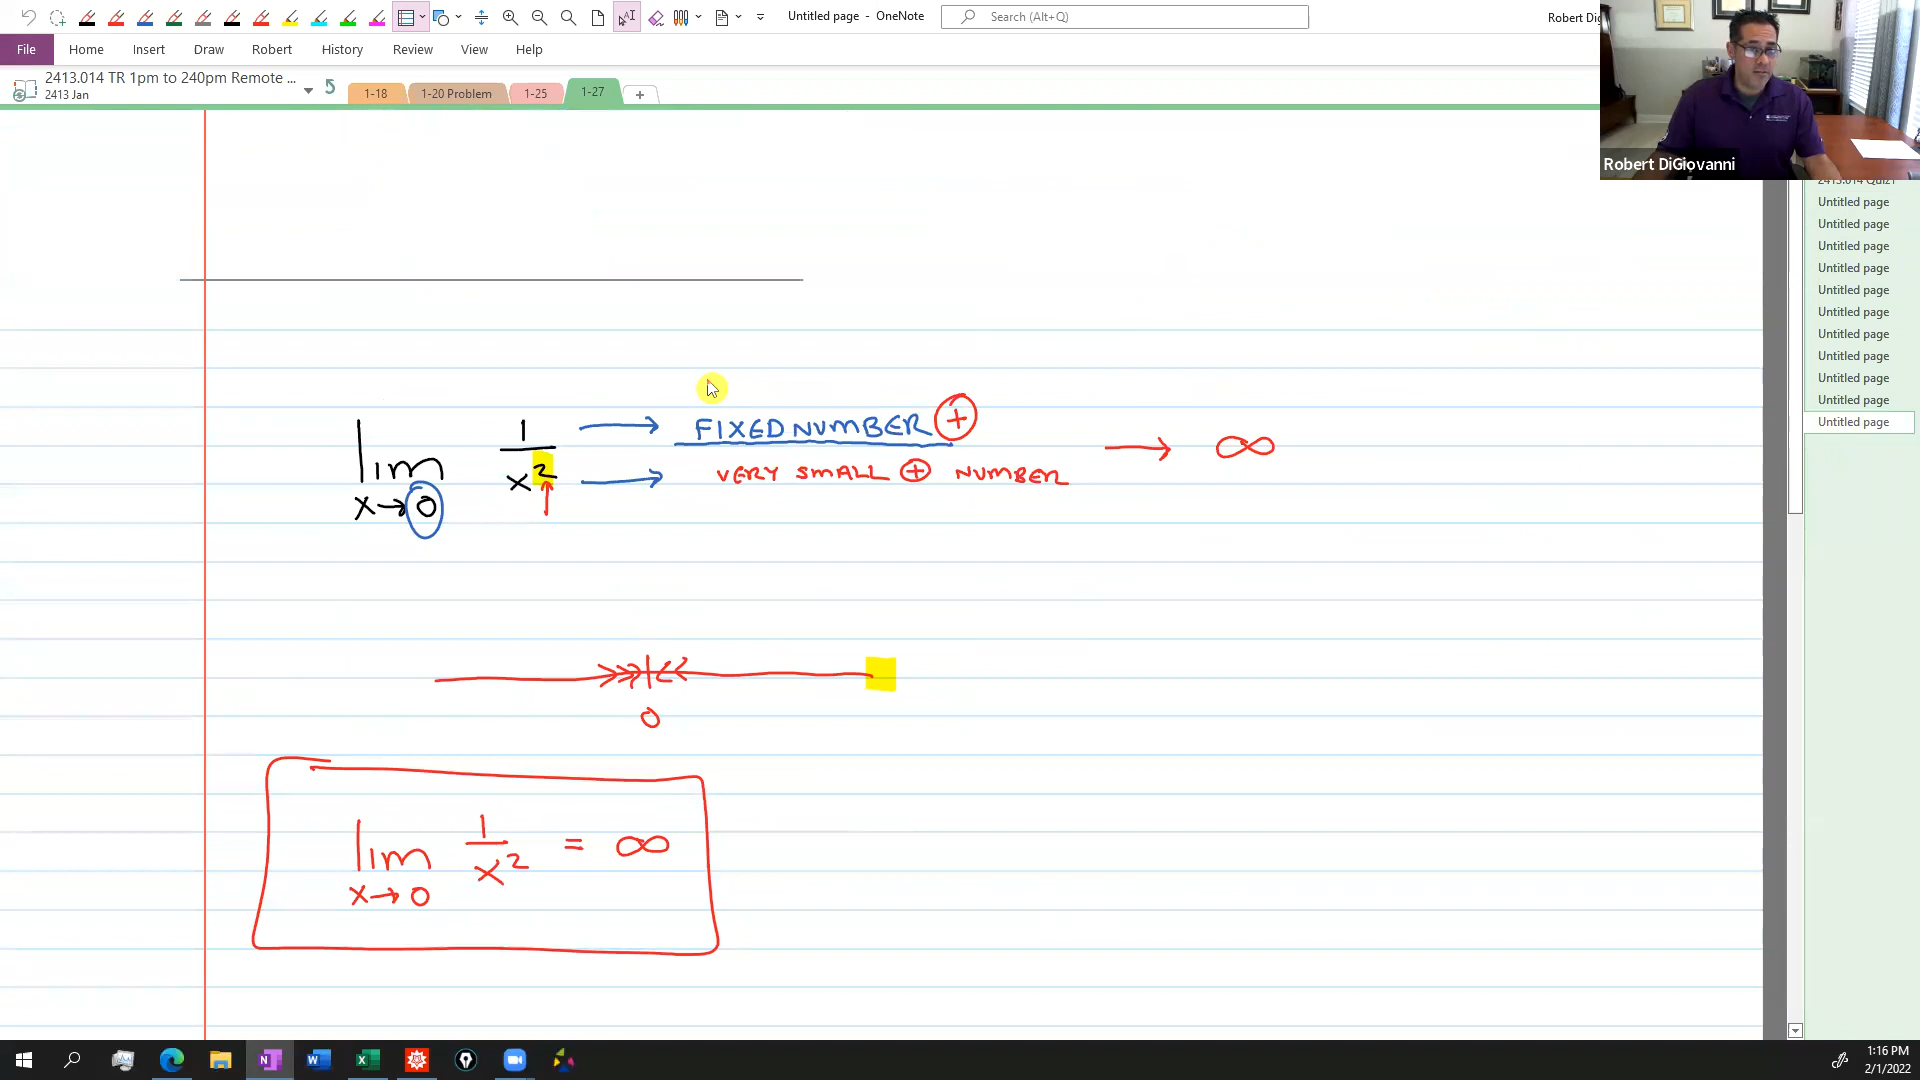 Untitled page - OneNote
Search (Alt+Q)
Robert Di
File Home Insert Draw Robert History Review View Help
2413.014 TR 1pm to 240pm Remote ...
2413 Jan
1-18 1-20 Problem 1-25 1-27 +
Robert DiGiovanni
2413.014 Quiz1
Untitled page
Untitled page
Untitled page
Untitled page
Untitled page
Untitled page
Untitled page
Untitled page
Untitled page
Untitled page
Untitled page
lim x→0 1/x² → FIXED NUMBER + → ∞
→ VERY SMALL + NUMBER
0
lim x→0 1/x² = ∞
1:16 PM
2/1/2022